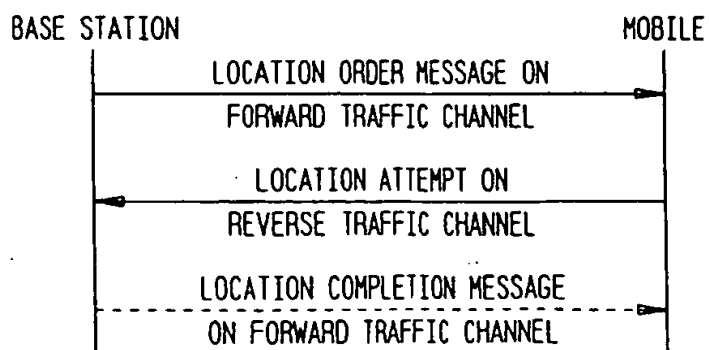 BASE STATION
MOBILE
LOCATION ORDER MESSAGE ON
FORWARD TRAFFIC CHANNEL
LOCATION ATTEMPT ON
REVERSE TRAFFIC CHANNEL
LOCATION COMPLETION MESSAGE
ON FORWARD TRAFFIC CHANNEL